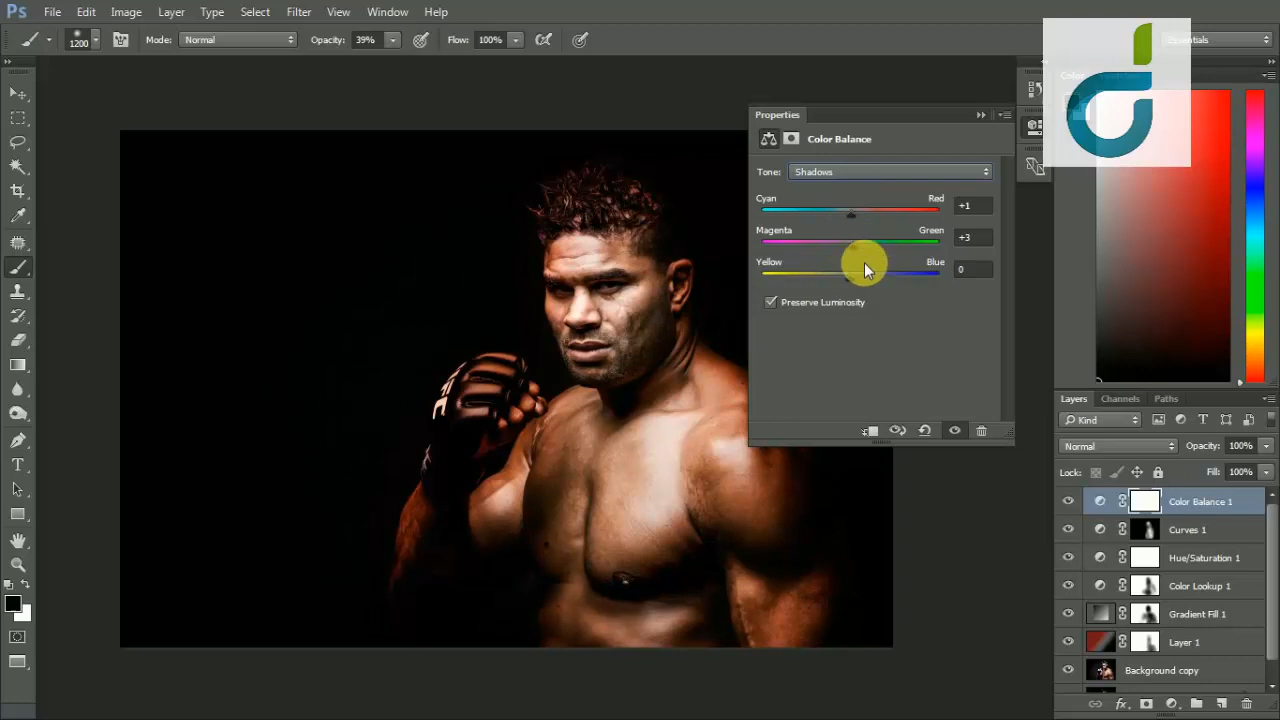 Ps File Edit Image Layer Type Select Filter View Window Help
1200 Mode: Normal Opacity: 39% Flow: 100% Essentials
Color
Properties
Color Balance
Tone: Shadows
Cyan Red +1
Magenta Green +3
Yellow Blue 0
Preserve Luminosity
Layers Channels Paths
Kind
Normal Opacity: 100%
Lock: Fill: 100%
Color Balance 1
Curves 1
Hue/Saturation 1
Color Lookup 1
Gradient Fill 1
Layer 1
Background copy
fx